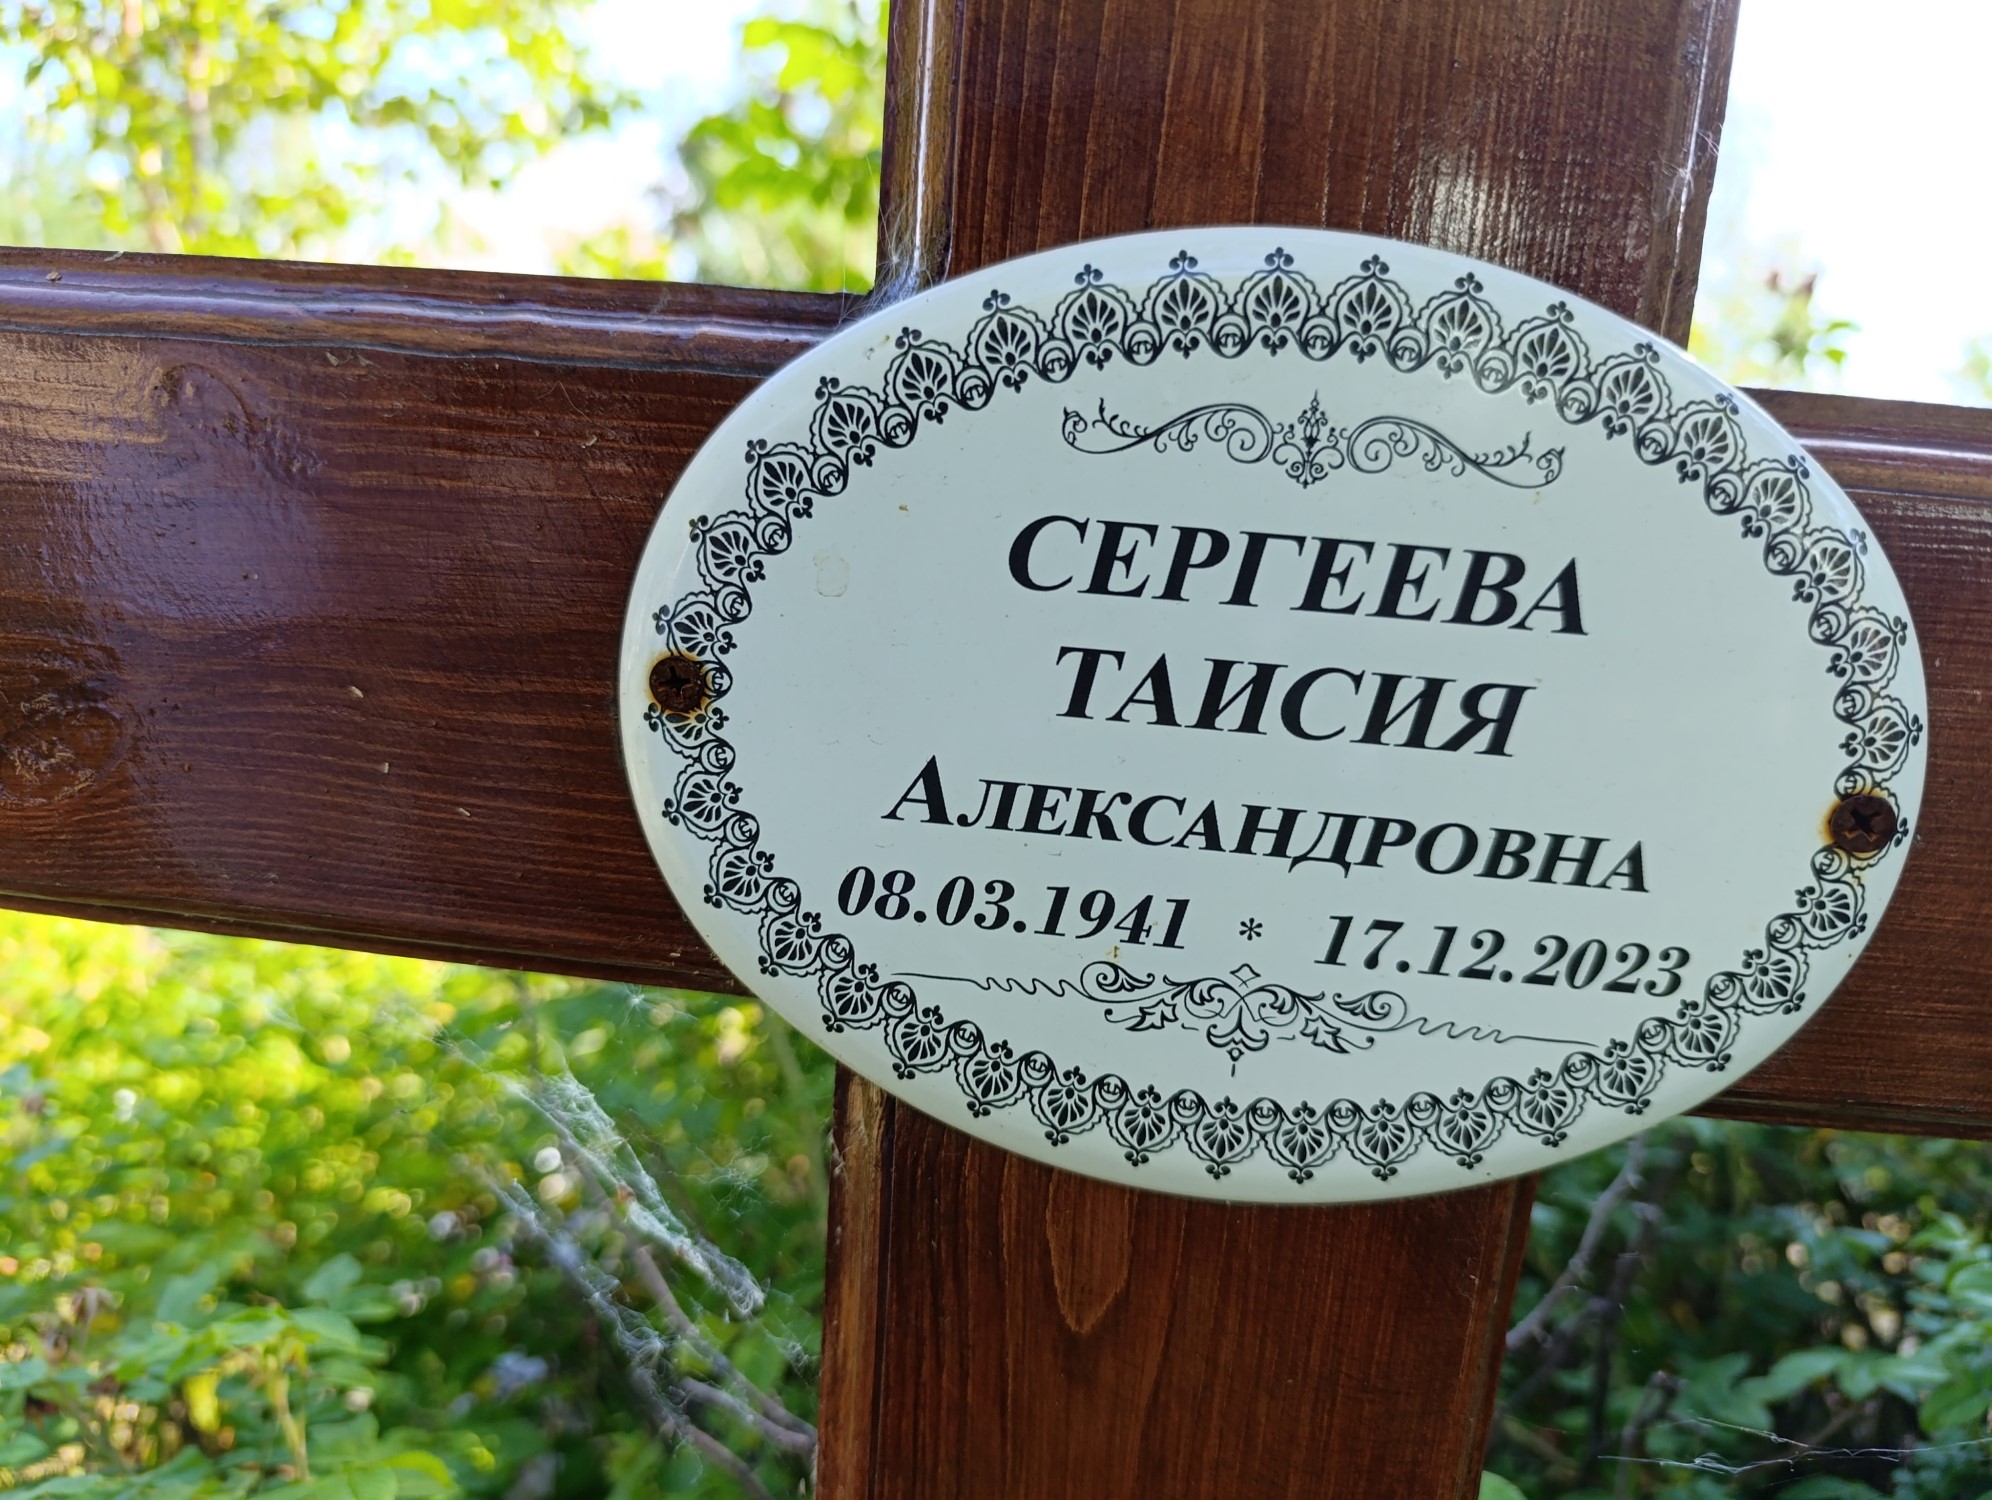 СЕРГЕЕВА
ТАИСИЯ
АЛЕКСАНДРОВНА
08.03.1941 * 17.12.2023